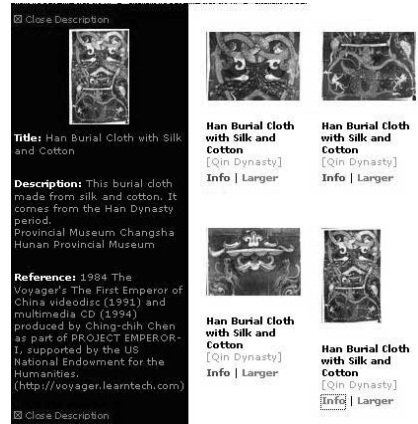 ☒ Close Description
Title: Han Burial Cloth with Silk
and Cotton
Description: This burial cloth
made from silk and cotton. It
comes from the Han Dynasty
period.
Provincial Museum Changsha
Hunan Provincial Museum
Reference: 1984 The
Voyager's The First Emperor of
China videodisc (1991) and
multimedia CD (1994)
produced by Ching-chih Chen
as part of PROJECT EMPEROR-
I, supported by the US
National Endowment for the
Humanities.
(http://voyager.learntech.com)
☒ Close Description
Han Burial Cloth
with Silk and
Cotton
[Qin Dynasty]
Info | Larger
Han Burial Cloth
with Silk and
Cotton
[Qin Dynasty]
Info | Larger
Han Burial Cloth
with Silk and
Cotton
[Qin Dynasty]
Info | Larger
Han Burial Cloth
with Silk and
Cotton
[Qin Dynasty]
Info | Larger